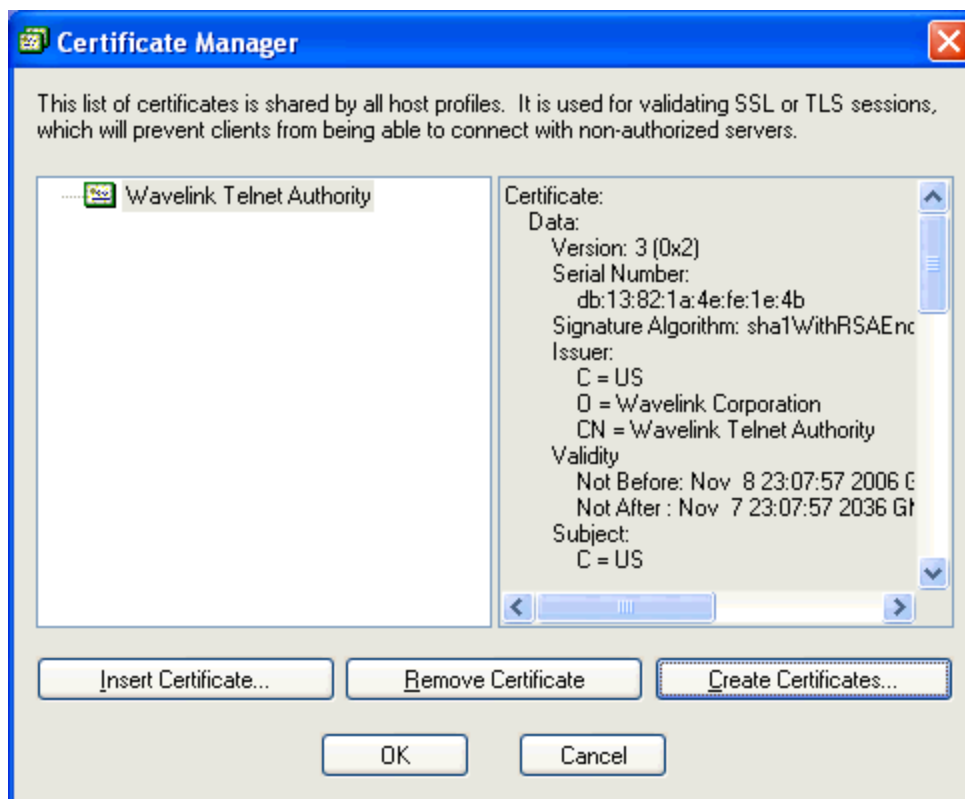 Certificate Manager
This list of certificates is shared by all host profiles. It is used for validating SSL or TLS sessions,
which will prevent clients from being able to connect with non-authorized servers.
Wavelink Telnet Authority
Certificate:
Data:
Version: 3 (0x2)
Serial Number:
db:13:82:1a:4e:fe:1e:4b
Signature Algorithm: sha1WithRSAEnc
Issuer:
C = US
O = Wavelink Corporation
CN = Wavelink Telnet Authority
Validity
Not Before: Nov 8 23:07:57 2006 G
Not After : Nov 7 23:07:57 2036 GM
Subject:
C = US
Insert Certificate...
Remove Certificate
Create Certificates...
OK
Cancel